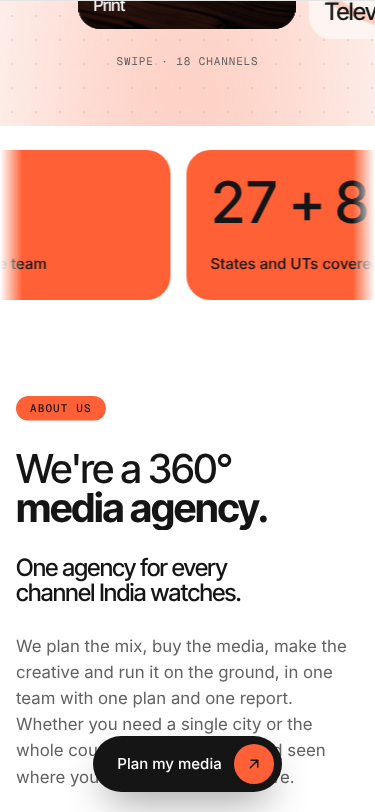 Print
Telev
SWIPE · 18 CHANNELS
27 + 8
team
States and UTs covere
ABOUT US
We're a 360°
media agency.
One agency for every
channel India watches.
We plan the mix, buy the media, make the
creative and run it on the ground, in one
team with one plan and one report.
Whether you need a single city or the
whole cou
seen
Plan my media
where you